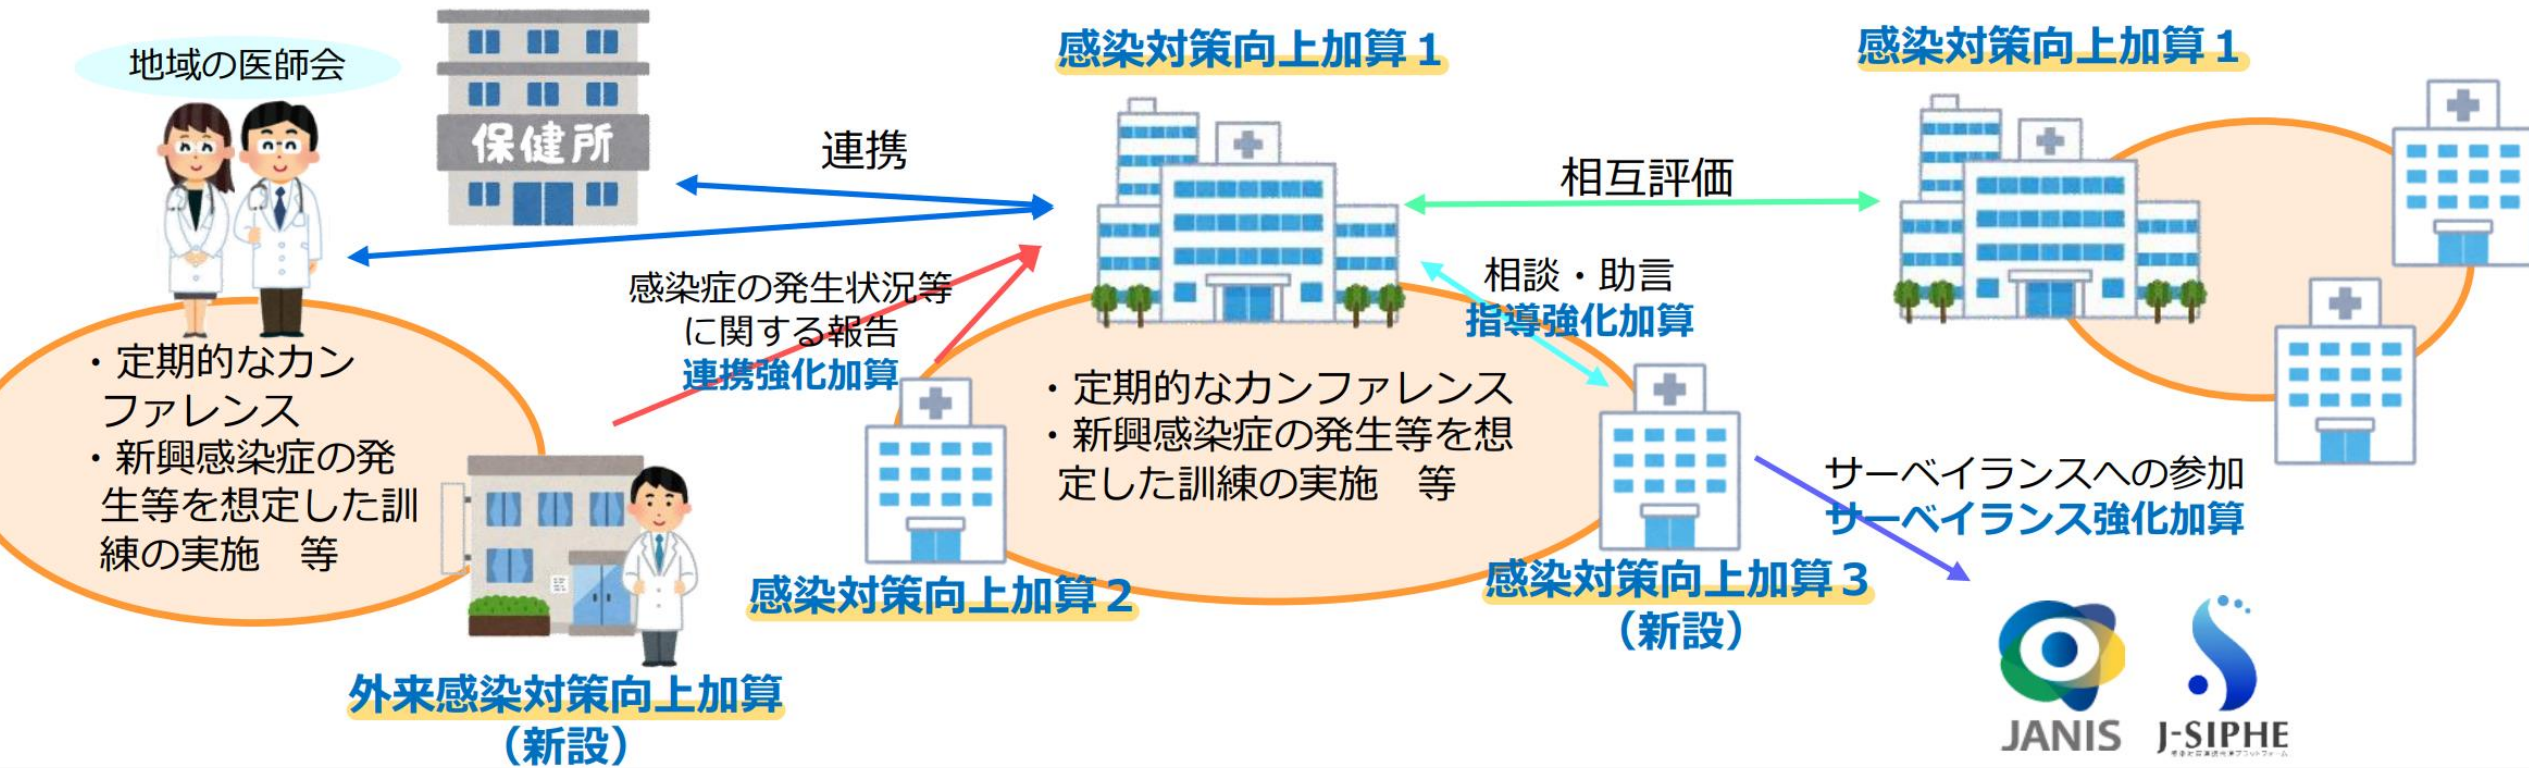 地域の医師会
保健所
感染対策向上加算１
感染対策向上加算１
連携
相互評価
感染症の発生状況等
に関する報告
連携強化加算
相談・助言
指導強化加算
・定期的なカン
ファレンス
・新興感染症の発
生等を想定した訓
練の実施　等
・定期的なカンファレンス
・新興感染症の発生等を想
定した訓練の実施　等
サーベイランスへの参加
サーベイランス強化加算
感染対策向上加算２
感染対策向上加算３
（新設）
外来感染対策向上加算
（新設）
JANIS
J-SIPHE